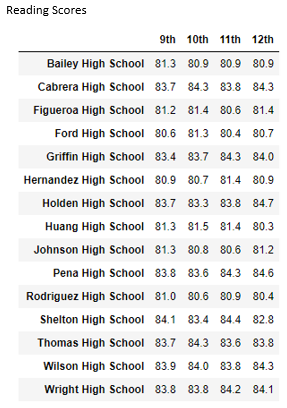 Reading Scores
9th 10th 11th 12th
Bailey High School 81.3 80.9 80.9 80.9
Cabrera High School 83.7 84.3 83.8 84.3
Figueroa High School 81.2 81.4 80.6 81.4
Ford High School 80.6 81.3 80.4 80.7
Griffin High School 83.4 83.7 84.3 84.0
Hernandez High School 80.9 80.7 81.4 80.9
Holden High School 83.7 83.3 83.8 84.7
Huang High School 81.3 81.5 81.4 80.3
Johnson High School 81.3 80.8 80.6 81.2
Pena High School 83.8 83.6 84.3 84.6
Rodriguez High School 81.0 80.6 80.9 80.4
Shelton High School 84.1 83.4 84.4 82.8
Thomas High School 83.7 84.3 83.6 83.8
Wilson High School 83.9 84.0 83.8 84.3
Wright High School 83.8 83.8 84.2 84.1